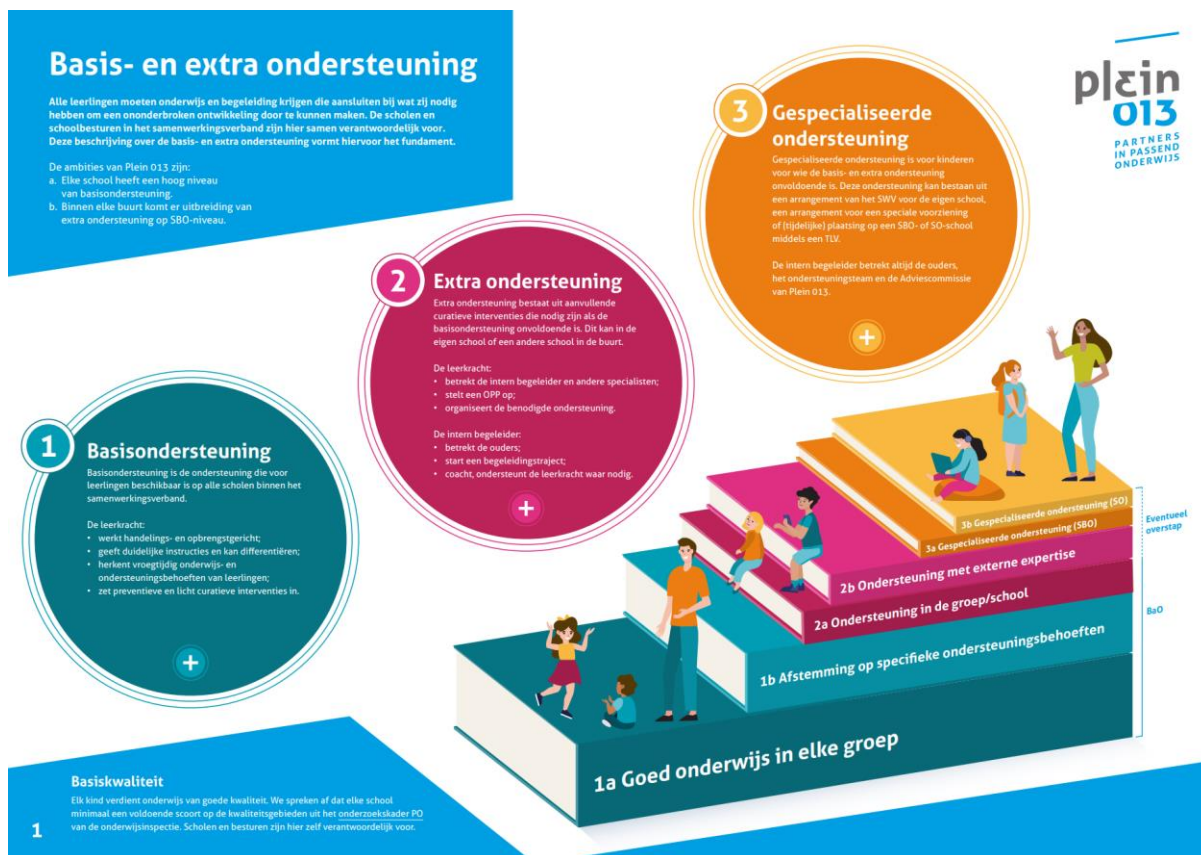 Basis- en extra ondersteuning
Alle leerlingen moeten onderwijs en begeleiding krijgen die aansluiten bij wat zij nodig
hebben om een ononderbroken ontwikkeling door te kunnen maken. De scholen en
schoolbesturen in het samenwerkingsverband zijn hier samen verantwoordelijk voor.
Deze beschrijving over de basis- en extra ondersteuning vormt hiervoor het fundament.
De ambities van Plein 013 zijn:
a. Elke school heeft een hoog niveau
van basisondersteuning.
b. Binnen elke buurt komt er uitbreiding van
extra ondersteuning op SBO-niveau.
plein
013
PARTNERS
IN PASSEND
ONDERWIJS
3
Gespecialiseerde
ondersteuning
Gespecialiseerde ondersteuning is voor kinderen
voor wie de basis- en extra ondersteuning
onvoldoende is. Deze ondersteuning kan bestaan uit
een arrangement van het SWV voor de eigen school,
een arrangement voor een speciale voorziening
of (tijdelijke) plaatsing op een SBO- of SO-school
middels een TLV.
De intern begeleider betrekt altijd de ouders,
het ondersteuningsteam en de Adviescommissie
van Plein 013.
+
2
Extra ondersteuning
Extra ondersteuning bestaat uit aanvullende
curatieve interventies die nodig zijn als de
basisondersteuning onvoldoende is. Dit kan in de
eigen school of een andere school in de buurt.
De leerkracht:
• betrekt de intern begeleider en andere specialisten;
• stelt een OPP op;
• organiseert de benodigde ondersteuning.
De intern begeleider:
• betrekt de ouders;
• start een begeleidingstraject;
• coacht, ondersteunt de leerkracht waar nodig.
+
1
Basisondersteuning
Basisondersteuning is de ondersteuning die voor
leerlingen beschikbaar is op alle scholen binnen het
samenwerkingsverband.
De leerkracht:
• werkt handelings- en opbrengstgericht;
• geeft duidelijke instructies en kan differentiëren;
• herkent vroegtijdig onderwijs- en
ondersteuningsbehoeften van leerlingen;
• zet preventieve en licht curatieve interventies in.
+
3b Gespecialiseerde ondersteuning (SO)
3a Gespecialiseerde ondersteuning (SBO)
2b Ondersteuning met externe expertise
2a Ondersteuning in de groep/school
1b Afstemming op specifieke ondersteuningsbehoeften
1a Goed onderwijs in elke groep
Eventueel
overstap
BaO
Basiskwaliteit
Elk kind verdient onderwijs van goede kwaliteit. We spreken af dat elke school
minimaal een voldoende scoort op de kwaliteitsgebieden uit het onderzoekskader PO
van de onderwijsinspectie. Scholen en besturen zijn hier zelf verantwoordelijk voor.
1